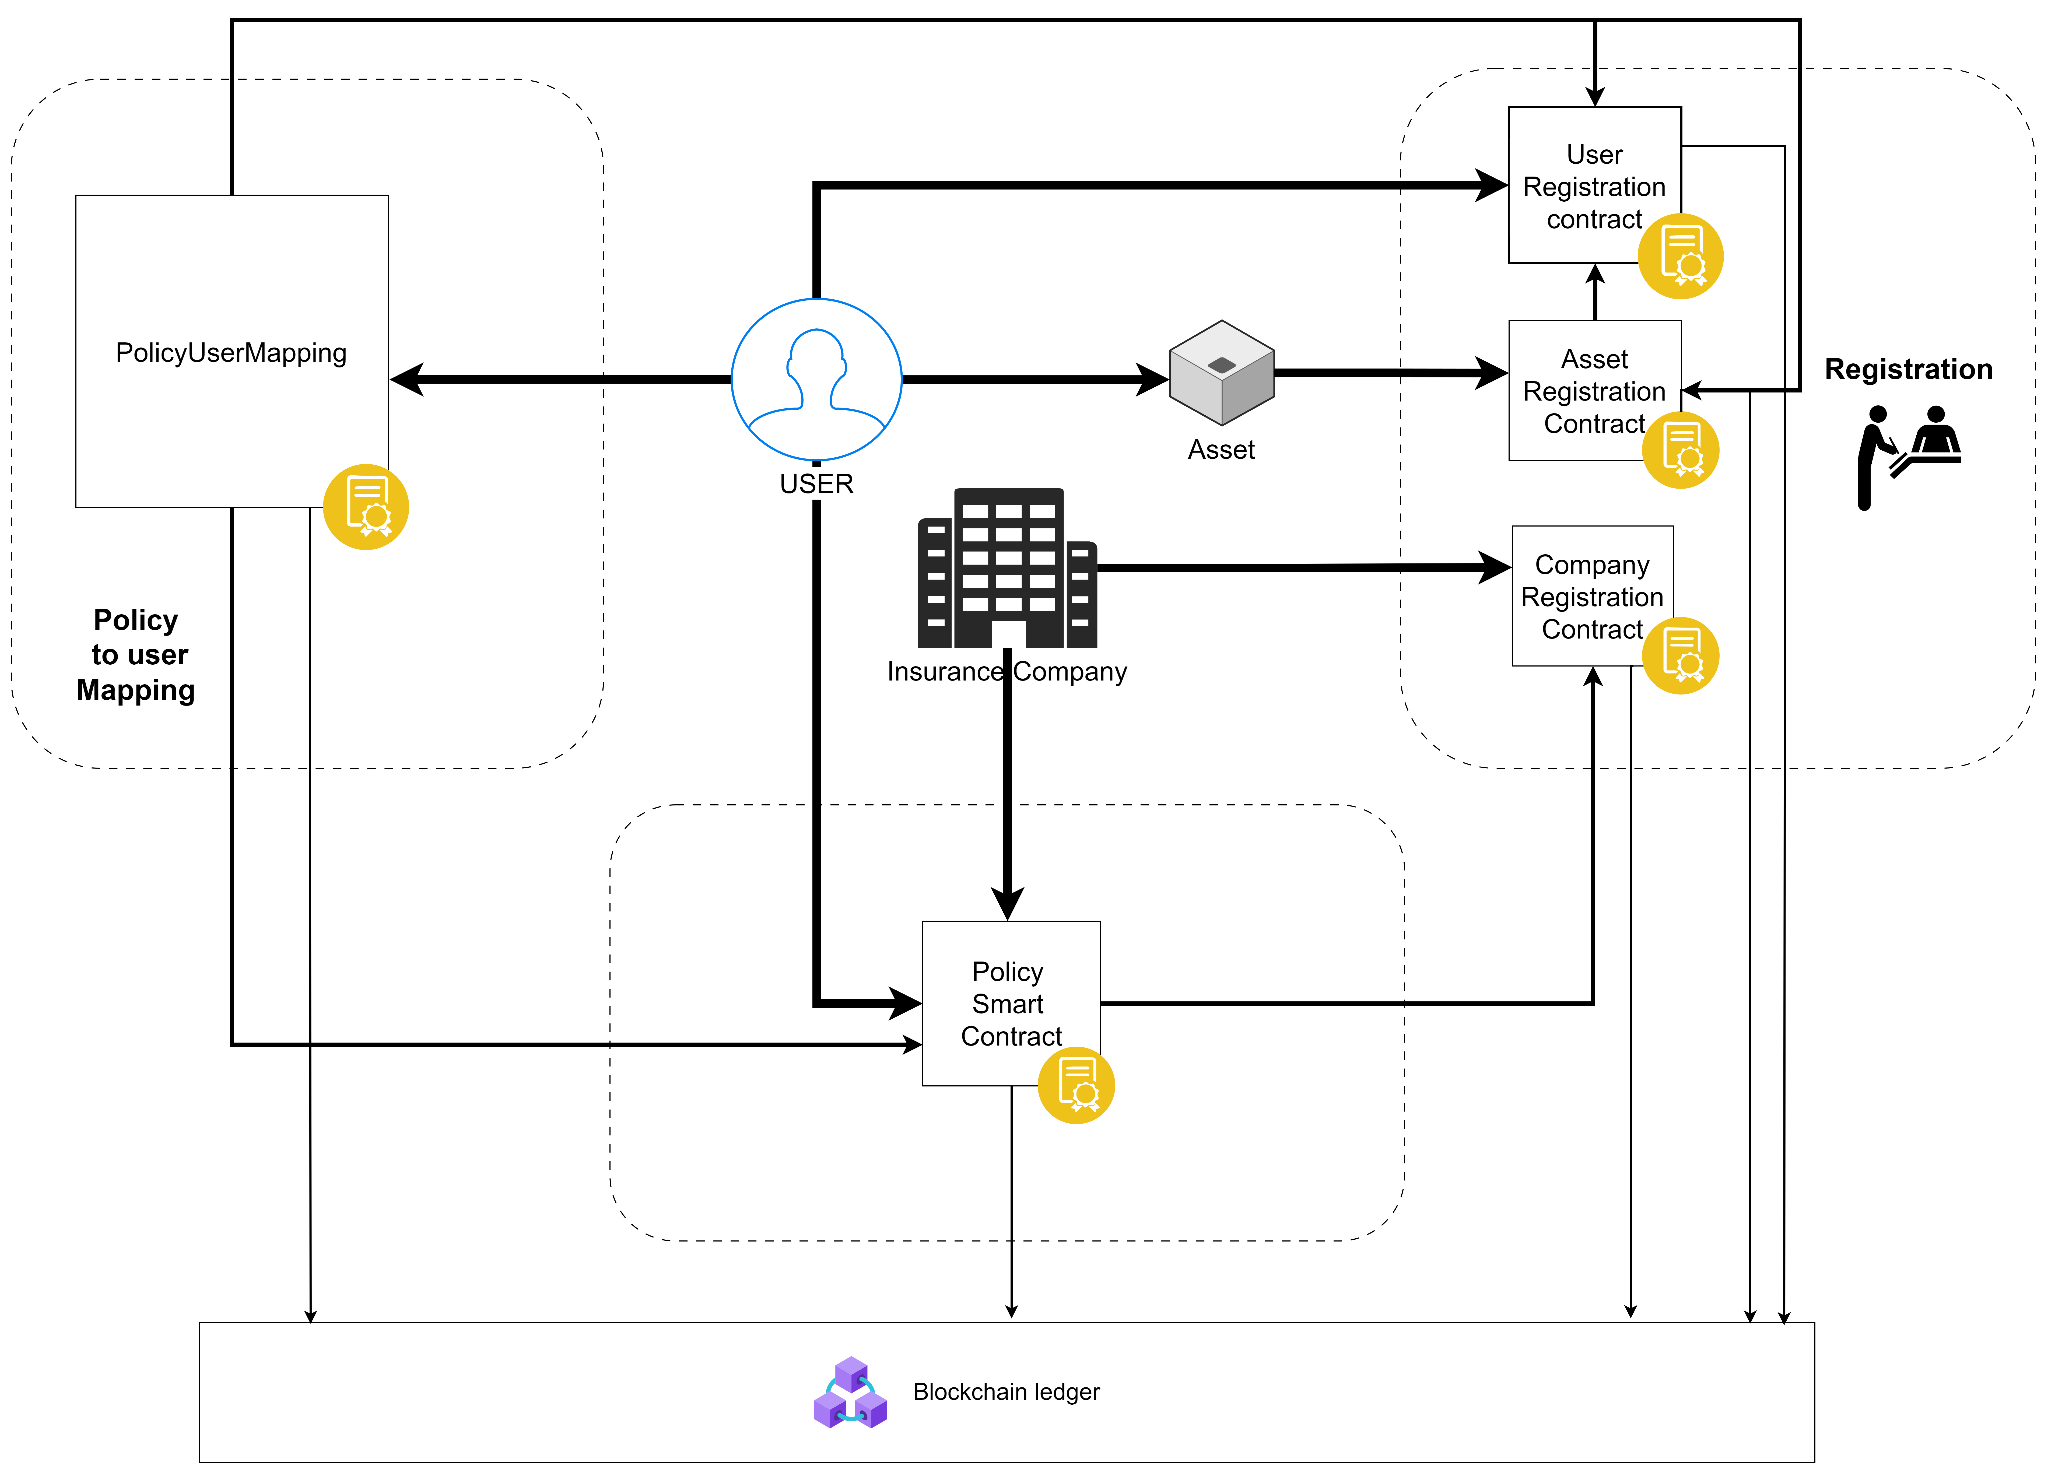 User
Registration
contract
PolicyUserMapping
Asset
Registration
Contract
Registration
Asset
USER
Company
Registration
Contract
Policy
to user
Mapping
Insurance Company
Policy
Smart
Contract
Blockchain ledger